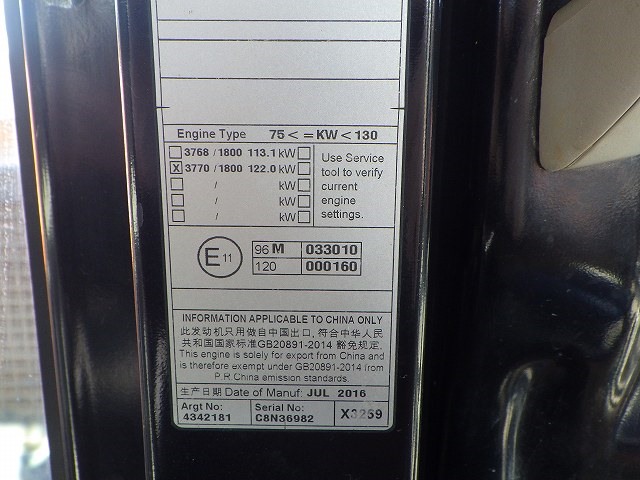 Engine Type 75 < = KW < 130
3768 / 1800 113.1 kW
X 3770 / 1800 122.0 kW
/ kW
/ kW
/ kW
Use Service
tool to verify
current
engine
settings.
E 11
96 M 033010
120 000160
INFORMATION APPLICABLE TO CHINA ONLY
此发动机只用做自中国出口, 符合中华人民
共和国国家标准GB20891-2014 豁免规定.
This engine is solely for export from China and
is therefore exempt under GB20891-2014 from
P.R.China emission standards.
生产日期 Date of Manuf: JUL 2016
Argt No: Serial No:
4342181 C8N36982 X3259